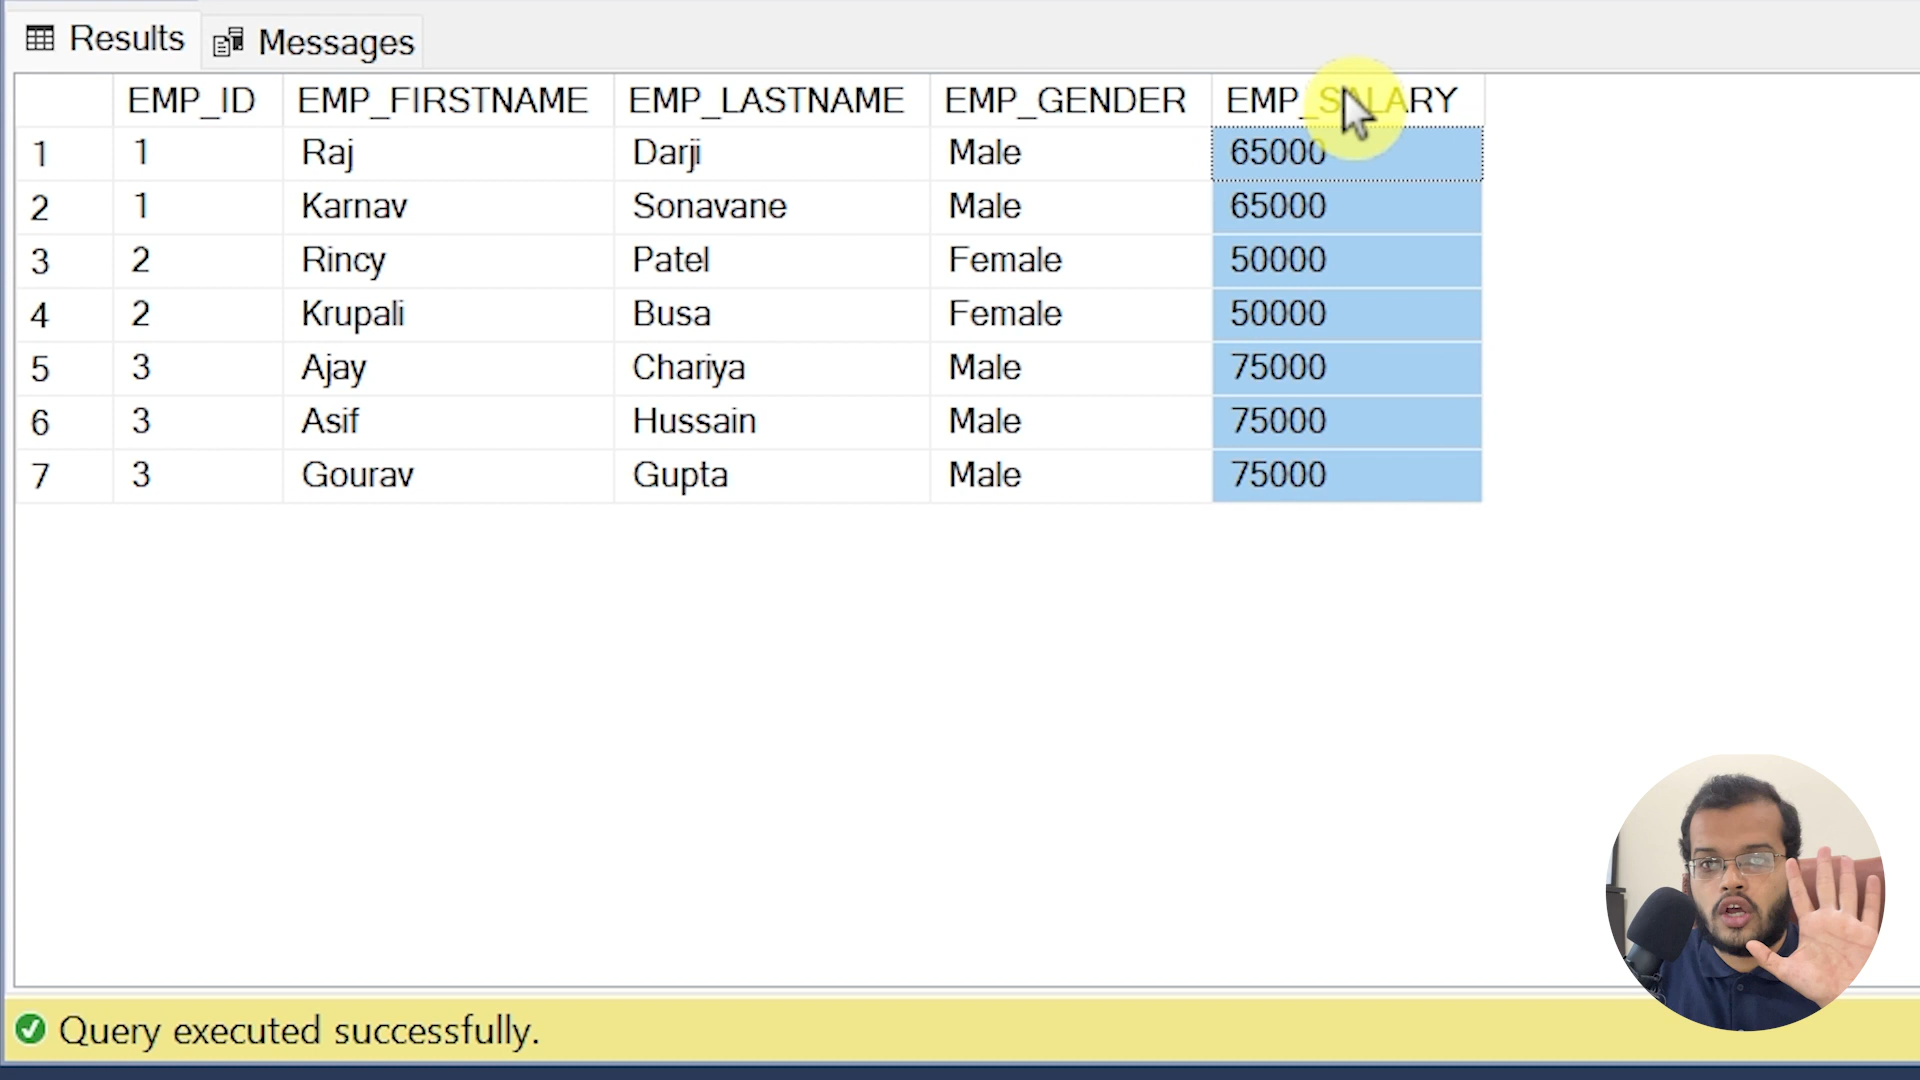 Results Messages
EMP_ID EMP_FIRSTNAME EMP_LASTNAME EMP_GENDER EMP_SALARY
1 1 Raj Darji Male 65000
2 1 Karnav Sonavane Male 65000
3 2 Rincy Patel Female 50000
4 2 Krupali Busa Female 50000
5 3 Ajay Chariya Male 75000
6 3 Asif Hussain Male 75000
7 3 Gourav Gupta Male 75000
Query executed successfully.